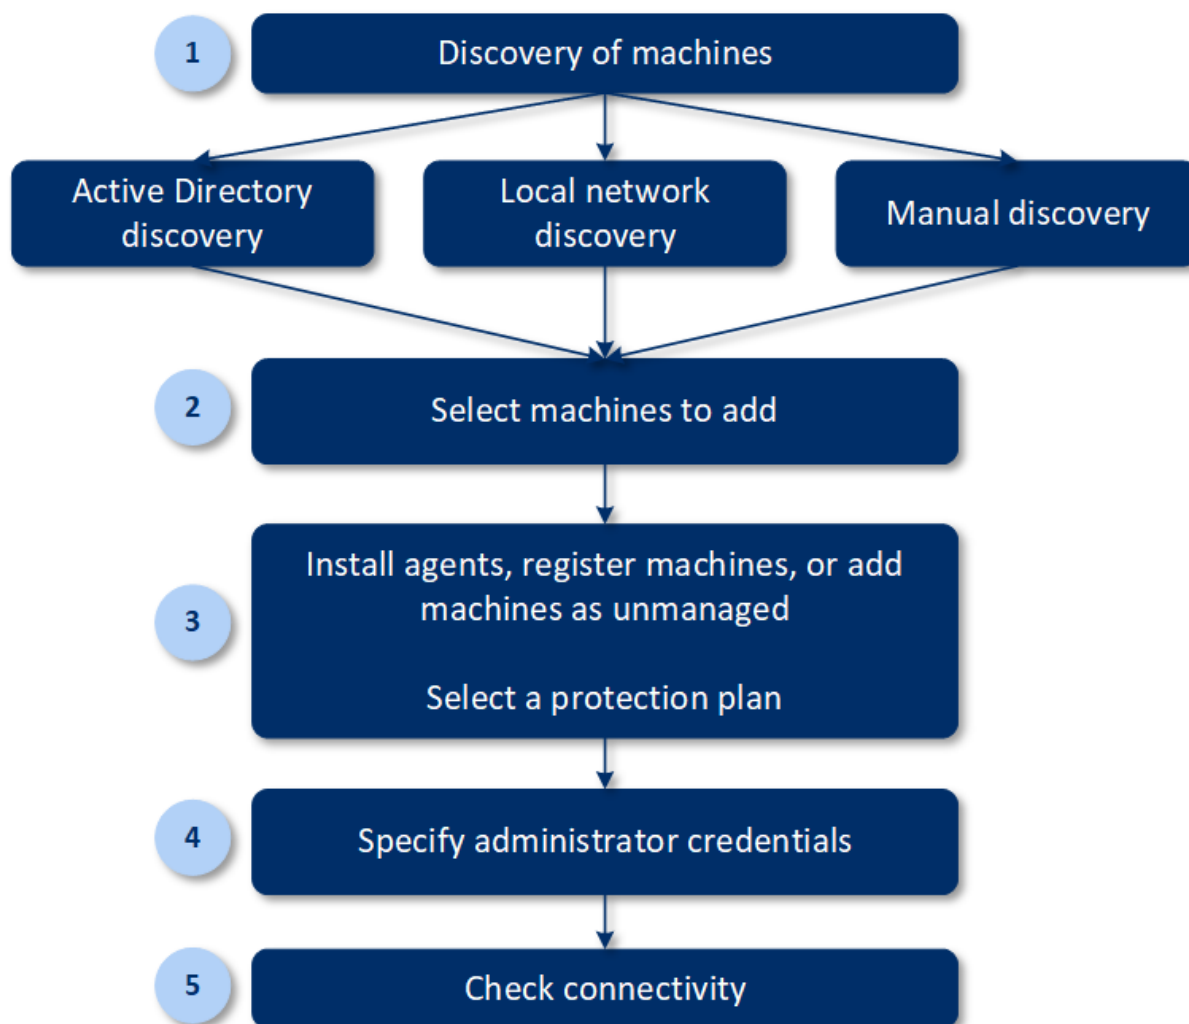 1
Discovery of machines
Active Directory
discovery
Local network
discovery
Manual discovery
2
Select machines to add
3
Install agents, register machines, or add
machines as unmanaged
Select a protection plan
4
Specify administrator credentials
5
Check connectivity